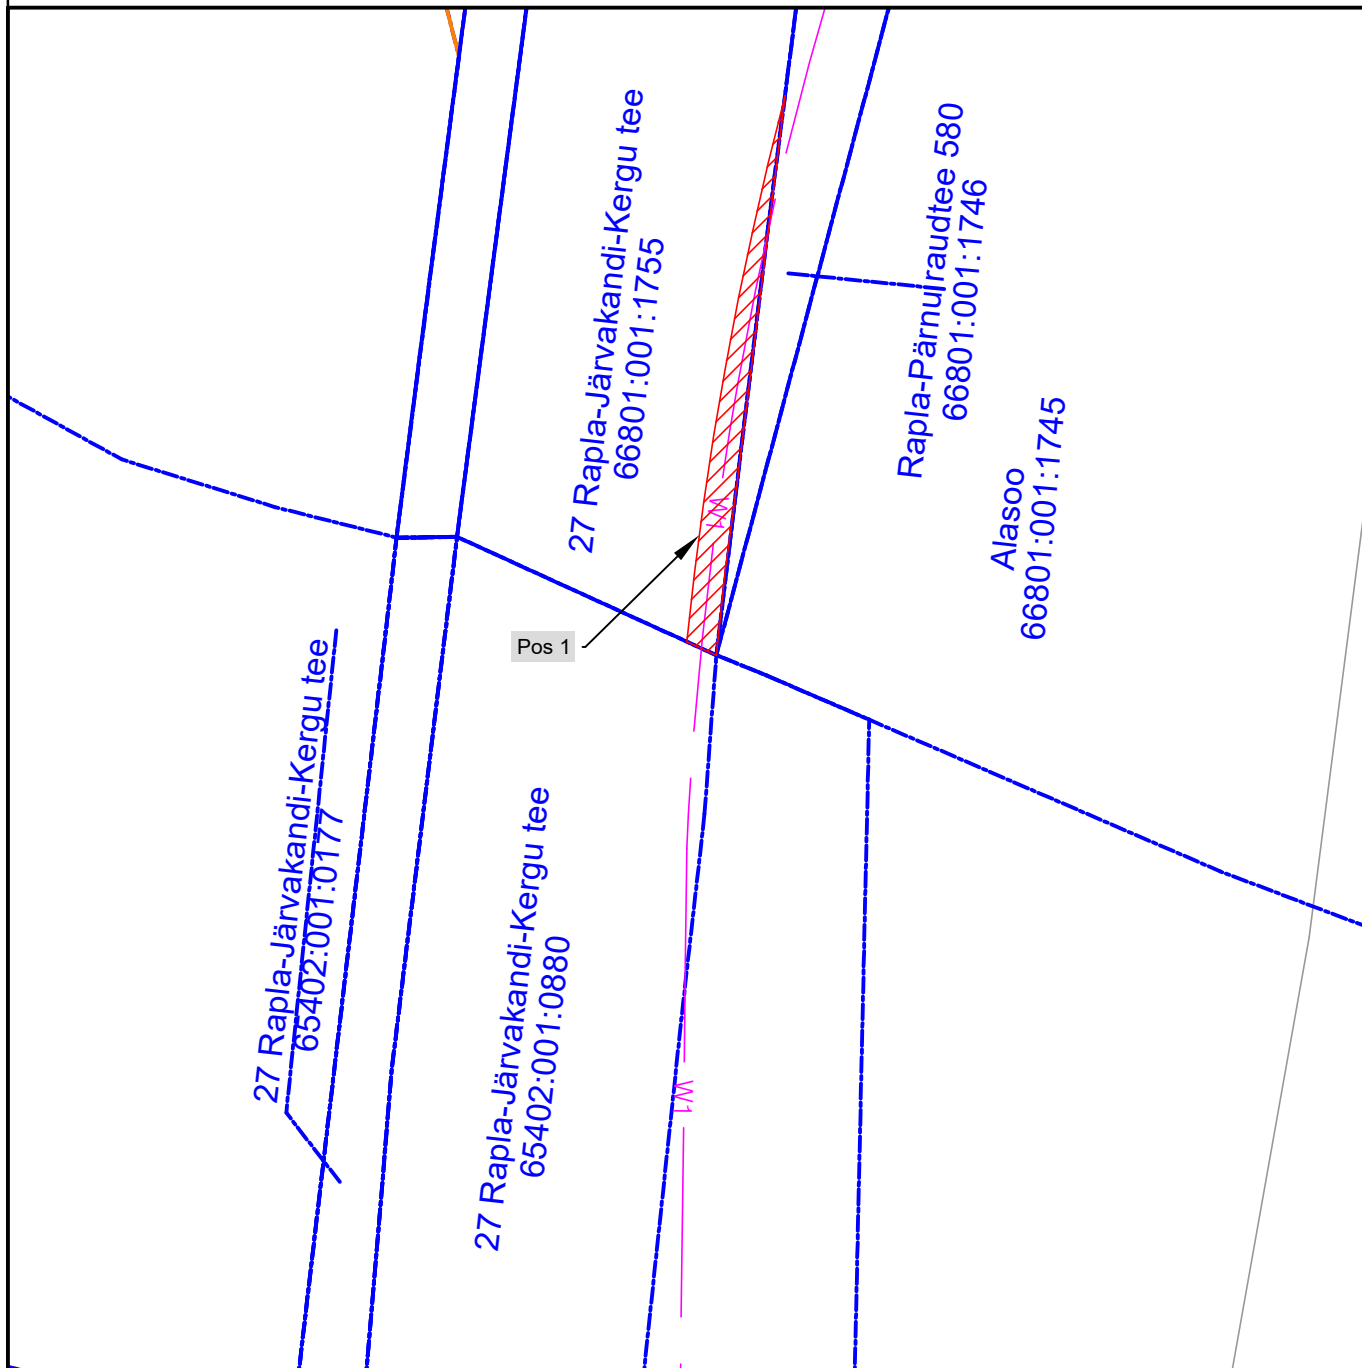 27 Rapla-Järvakandi-Kergu tee
66801:001:1755
Rapla-Pärnu raudtee 580
66801:001:1746
Alasoo
66801:001:1745
W1
Pos 1
27 Rapla-Järvakandi-Kergu tee
65402:001:0177
27 Rapla-Järvakandi-Kergu tee
65402:001:0880
W1